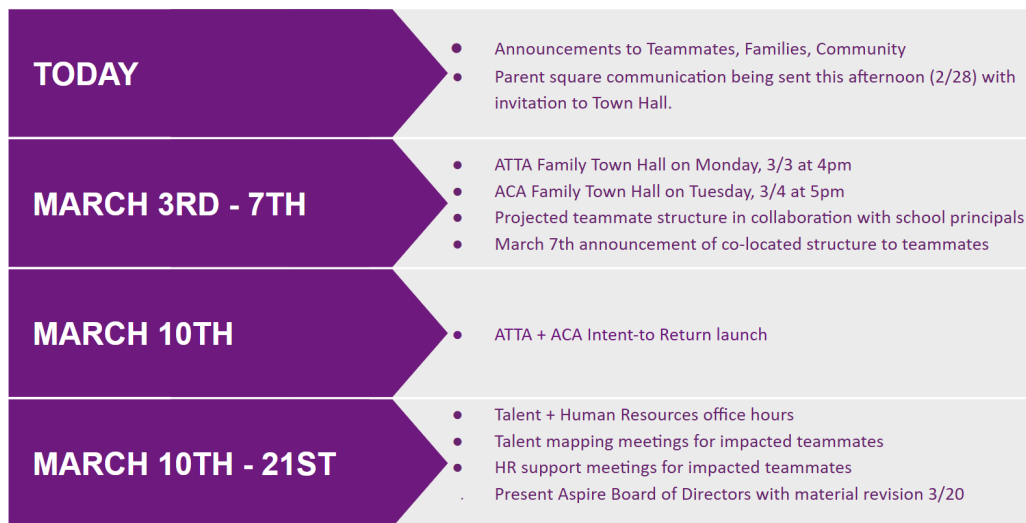 TODAY
● Announcements to Teammates, Families, Community
● Parent square communication being sent this afternoon (2/28) with
invitation to Town Hall.
MARCH 3RD - 7TH
● ATTA Family Town Hall on Monday, 3/3 at 4pm
● ACA Family Town Hall on Tuesday, 3/4 at 5pm
● Projected teammate structure in collaboration with school principals
● March 7th announcement of co-located structure to teammates
MARCH 10TH
● ATTA + ACA Intent-to Return launch
MARCH 10TH - 21ST
● Talent + Human Resources office hours
● Talent mapping meetings for impacted teammates
● HR support meetings for impacted teammates
. Present Aspire Board of Directors with material revision 3/20